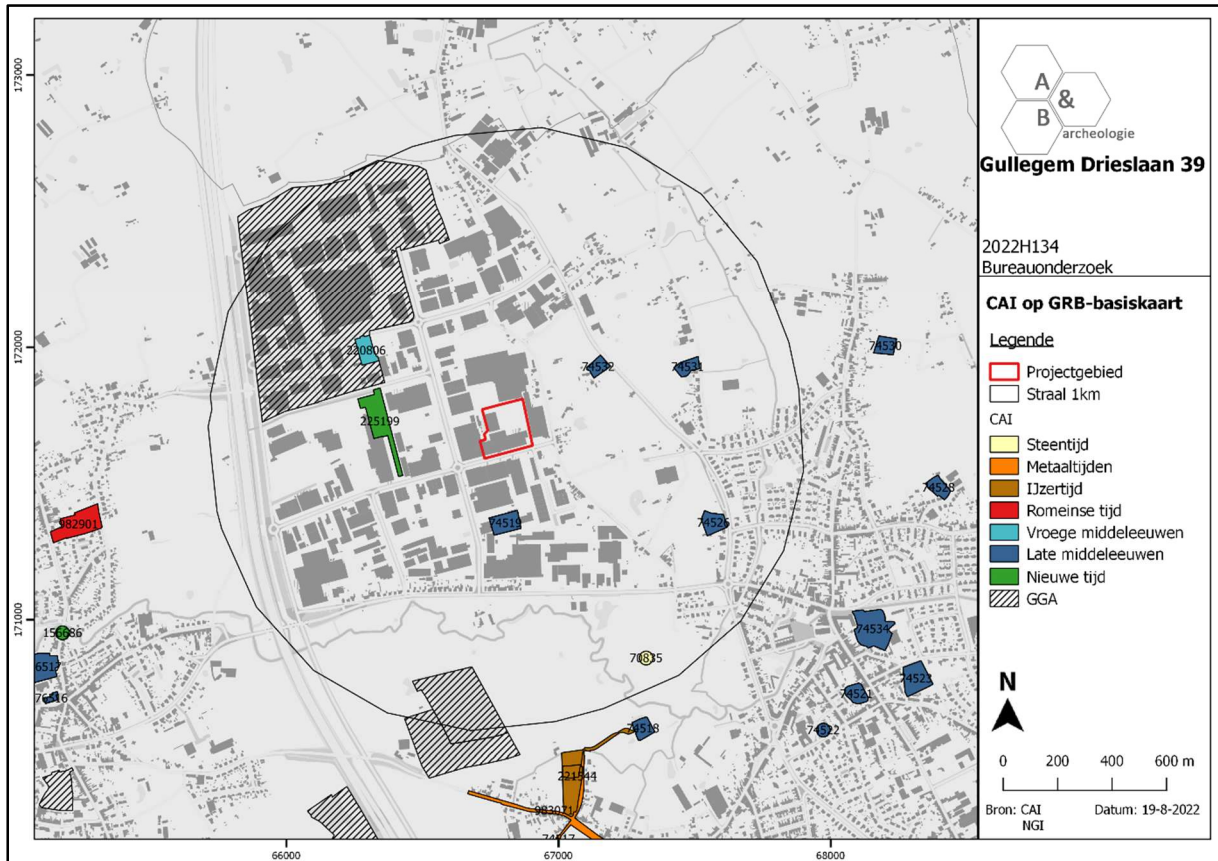 173000
172000
171000
66000
67000
68000
220806
225199
74532
74531
74530
74528
982901
74519
74526
156686
76516
70835
74534
74523
74521
74522
74518
221544
983071
A
&
B
archeologie
Gullegem Drieslaan 39
2022H134
Bureauonderzoek
CAI op GRB-basiskaart
Legende
Projectgebied
Straal 1km
CAI
Steentijd
Metaaltijden
IJzertijd
Romeinse tijd
Vroege middeleeuwen
Late middeleeuwen
Nieuwe tijd
GGA
N
0 200 400 600 m
Bron: CAI Datum: 19-8-2022
NGI